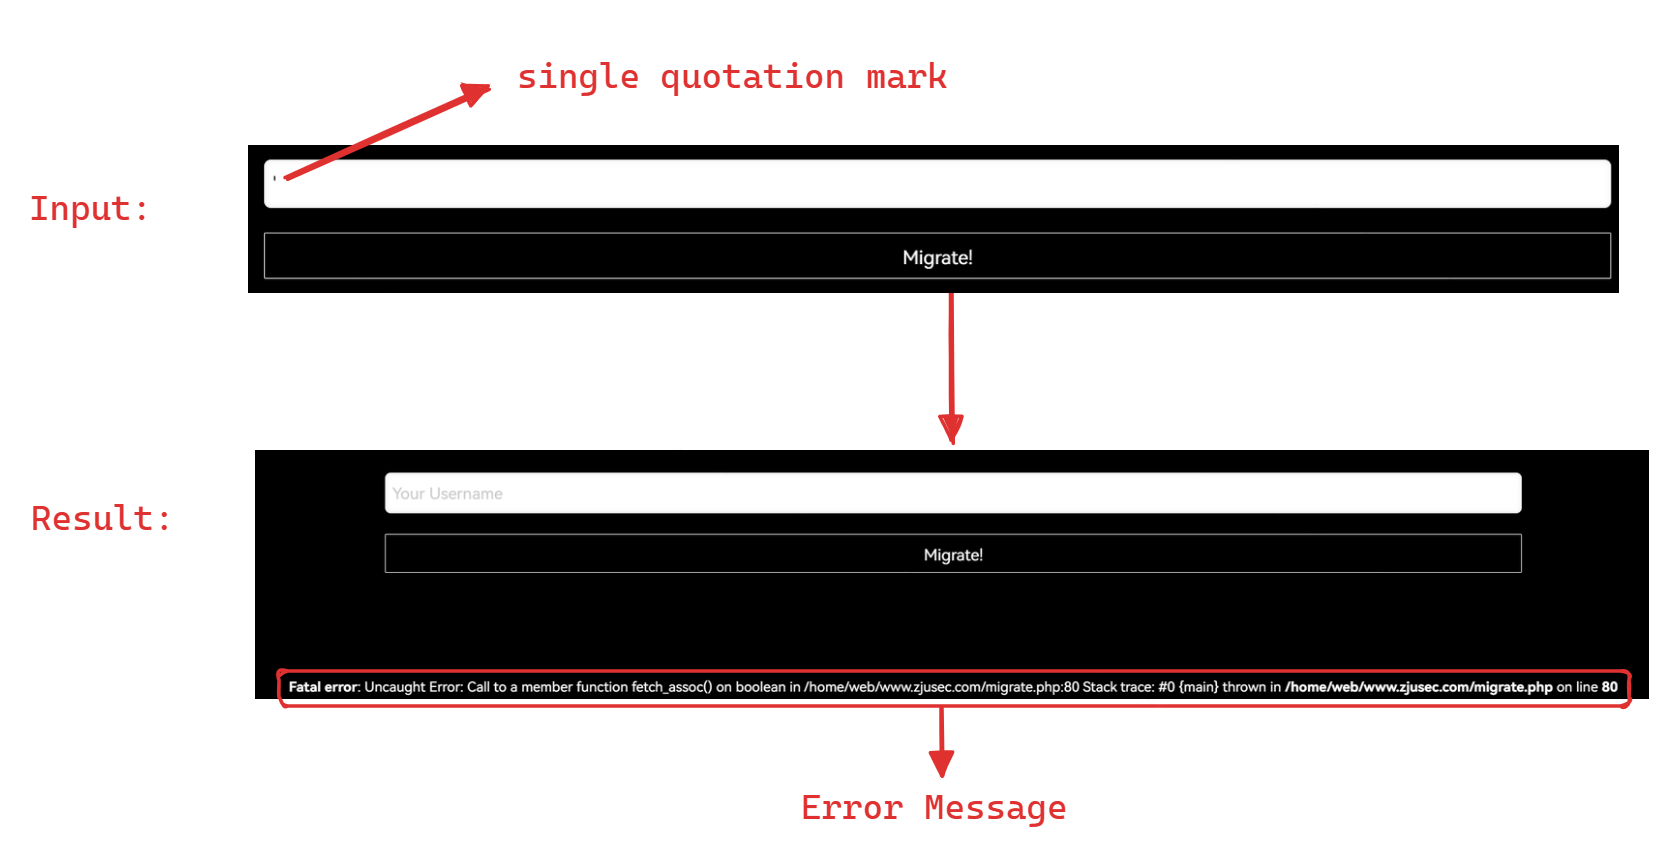 single quotation mark
'
Input:
Migrate!
Your Username
Result:
Migrate!
Fatal error: Uncaught Error: Call to a member function fetch_assoc() on boolean in /home/web/www.zjusec.com/migrate.php:80 Stack trace: #0 {main} thrown in /home/web/www.zjusec.com/migrate.php on line 80
Error Message